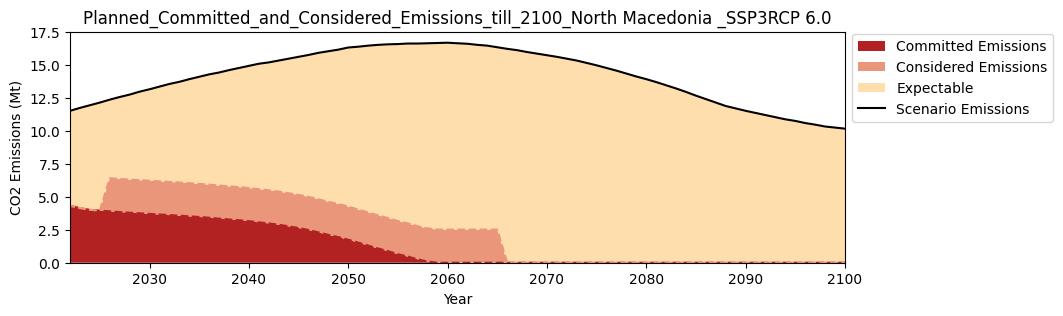 Planned_Committed_and_Considered_Emissions_till_2100_North Macedonia _SSP3RCP 6.0
17.5
15.0
12.5
10.0
7.5
5.0
2.5
0.0
CO2 Emissions (Mt)
2030
2040
2050
2060
2070
2080
2090
2100
Year
Committed Emissions
Considered Emissions
Expectable
Scenario Emissions